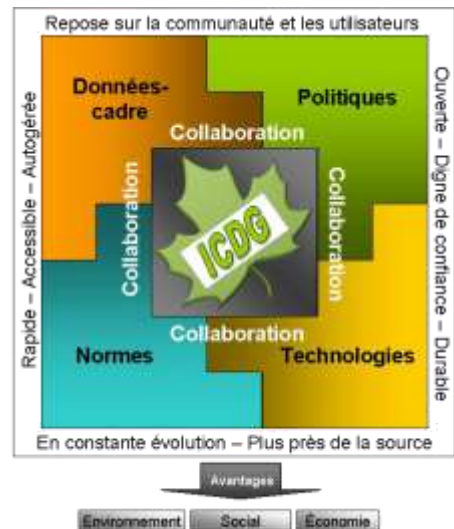 Repose sur la communauté et les utilisateurs
Données-
cadre
Politiques
Collaboration
Rapide – Accessible – Autogérée
Collaboration
ICDG
Collaboration
Ouverte – Digne de confiance – Durable
Collaboration
Normes
Technologies
En constante évolution – Plus près de la source
Avantages
Environnement
Social
Économie